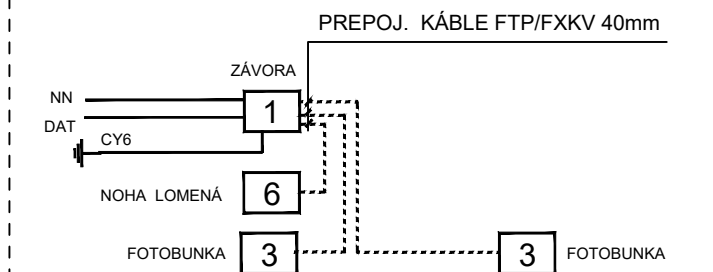 PREPOJ. KÁBLE FTP/FXKV 40mm
ZÁVORA
NN
1
DAT
CY6
NOHA LOMENÁ 6
FOTOBUNKA 3 3 FOTOBUNKA